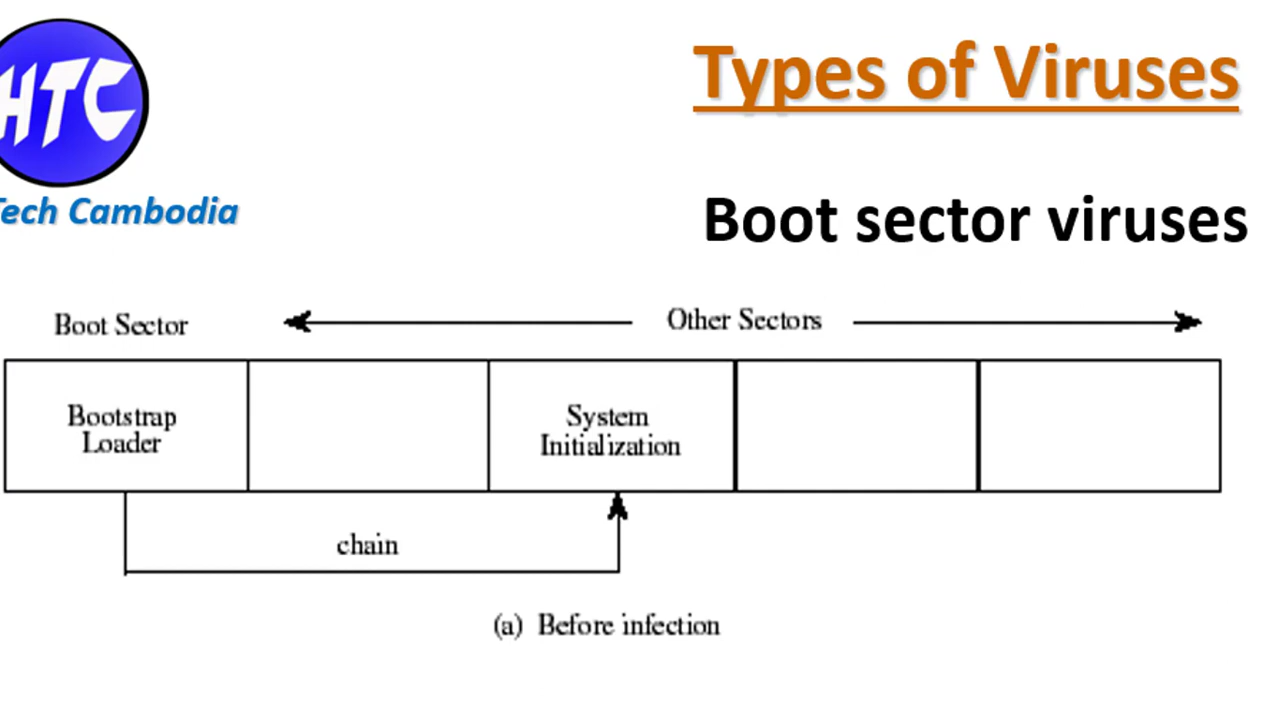 HTC
Tech Cambodia
Types of Viruses
Boot sector viruses
Boot Sector
Other Sectors
Bootstrap
Loader
System
Initialization
chain
(a) Before infection